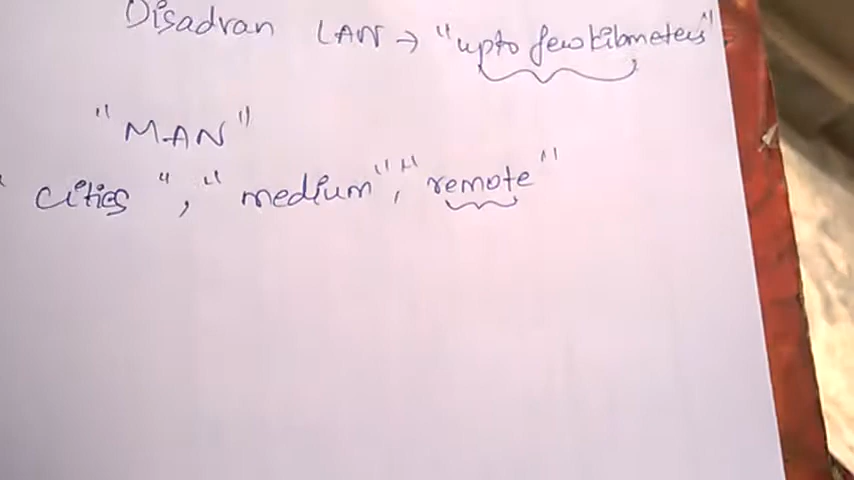 Disadvan LAN → "upto few kilometers"
"MAN"
" cities ", " medium ", " remote "